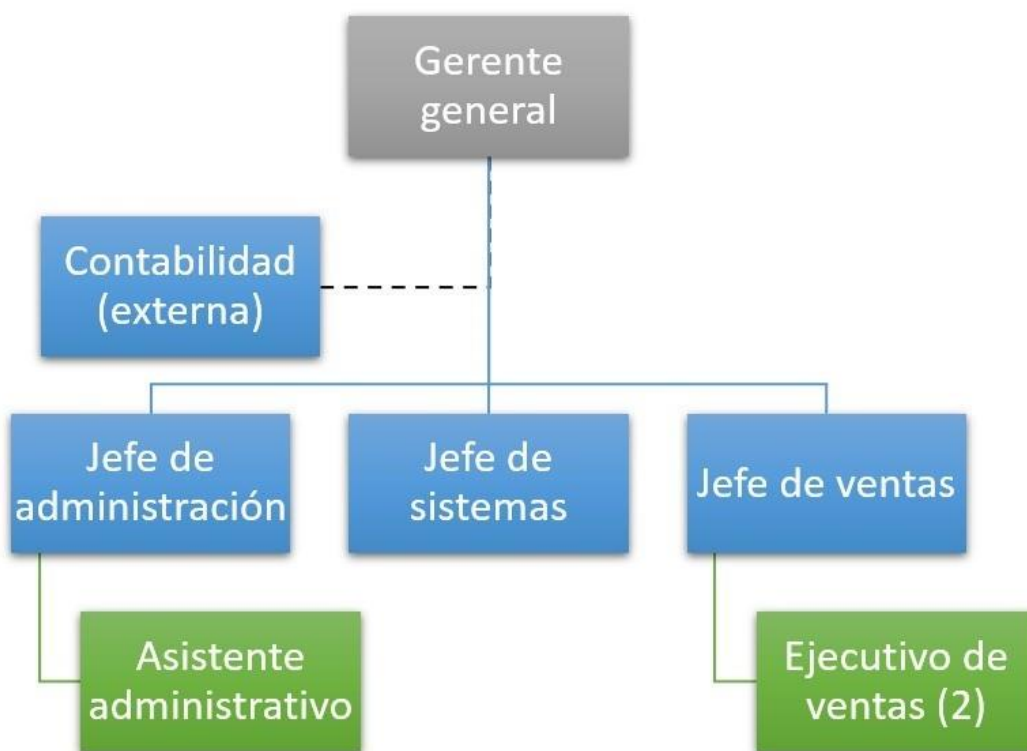 Gerente
general
Contabilidad
(externa)
Jefe de
administración
Jefe de
sistemas
Jefe de ventas
Asistente
administrativo
Ejecutivo de
ventas (2)